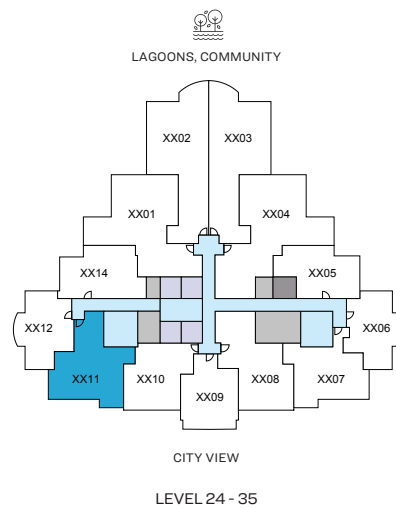 LAGOONS, COMMUNITY
XX02 XX03
XX01 XX04
XX14 XX05
XX12 XX06
XX11 XX10 XX08 XX07
XX09
CITY VIEW
LEVEL 24 - 35